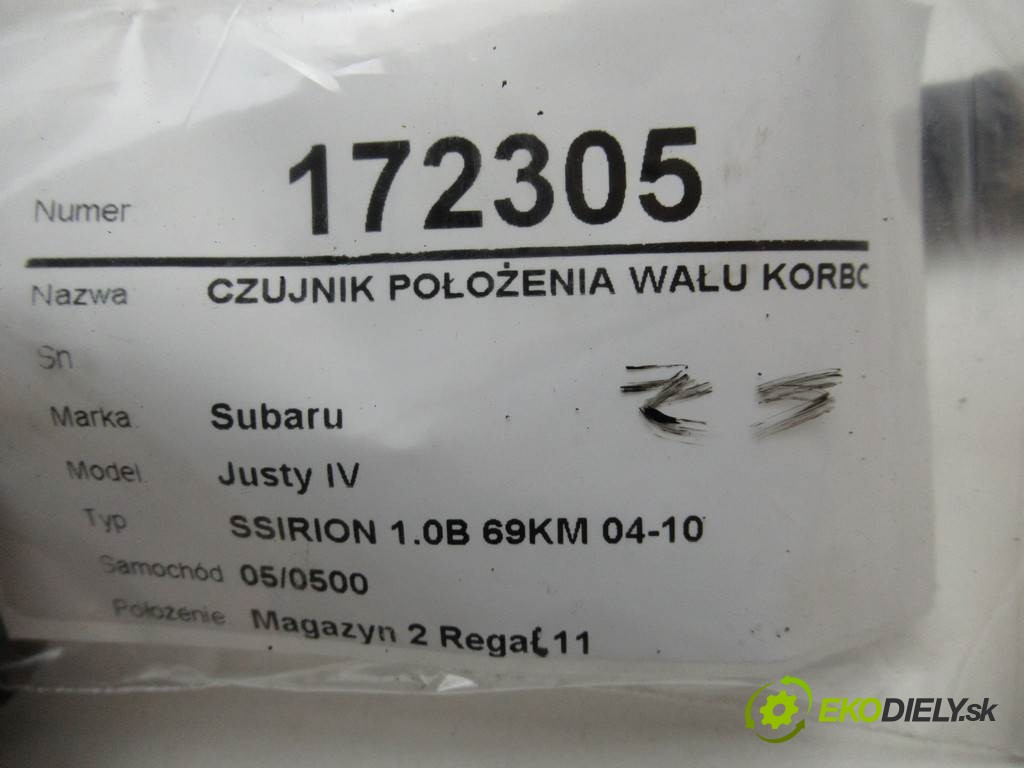 Numer 172305
Nazwa CZUJNIK POŁOŻENIA WAŁU KORBO
Sn
Marka Subaru
Model Justy IV
Typ SSIRION 1.0B 69KM 04-10
Samochód 05/0500
Położenie Magazyn 2 Regał 11
EKODIELY.sk